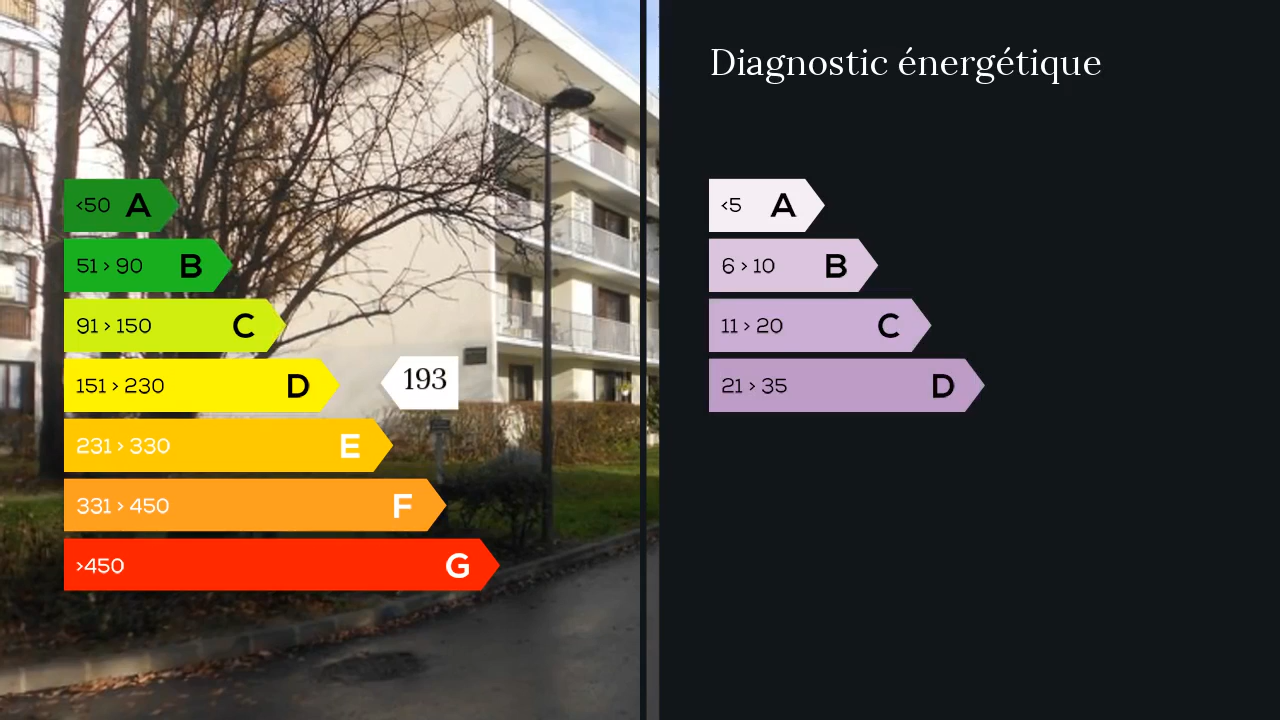 Diagnostic énergétique
<50 A
51 > 90 B
91 > 150 C
151 > 230 D
193
231 > 330 E
331 > 450 F
>450 G
<5 A
6 > 10 B
11 > 20 C
21 > 35 D